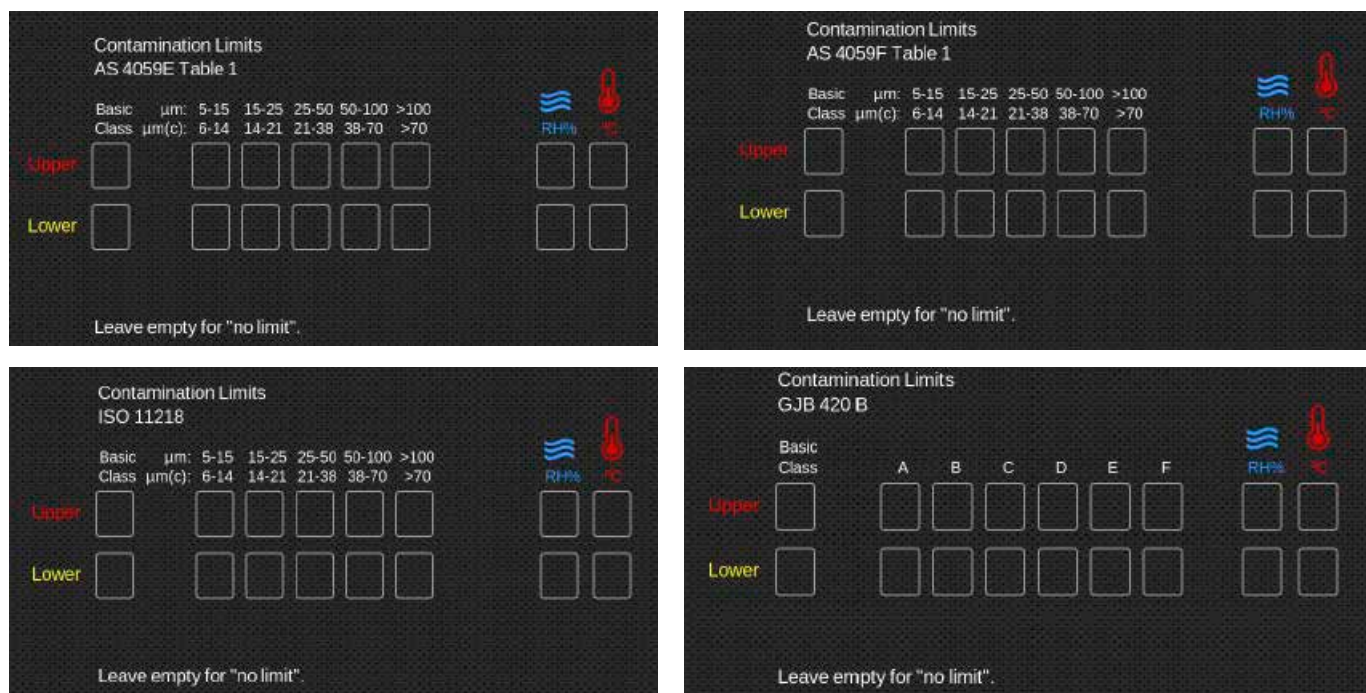 Contamination Limits
AS 4059E Table 1
Basic µm: 5-15 15-25 25-50 50-100 >100
Class µm(c): 6-14 14-21 21-38 38-70 >70
RH% °C
Upper
Lower
Leave empty for "no limit".
Contamination Limits
AS 4059F Table 1
Basic µm: 5-15 15-25 25-50 50-100 >100
Class µm(c): 6-14 14-21 21-38 38-70 >70
RH% °C
Upper
Lower
Leave empty for "no limit".
Contamination Limits
ISO 11218
Basic µm: 5-15 15-25 25-50 50-100 >100
Class µm(c): 6-14 14-21 21-38 38-70 >70
RH% °C
Upper
Lower
Leave empty for "no limit".
Contamination Limits
GJB 420 B
Basic
Class A B C D E F
RH% °C
Upper
Lower
Leave empty for "no limit".